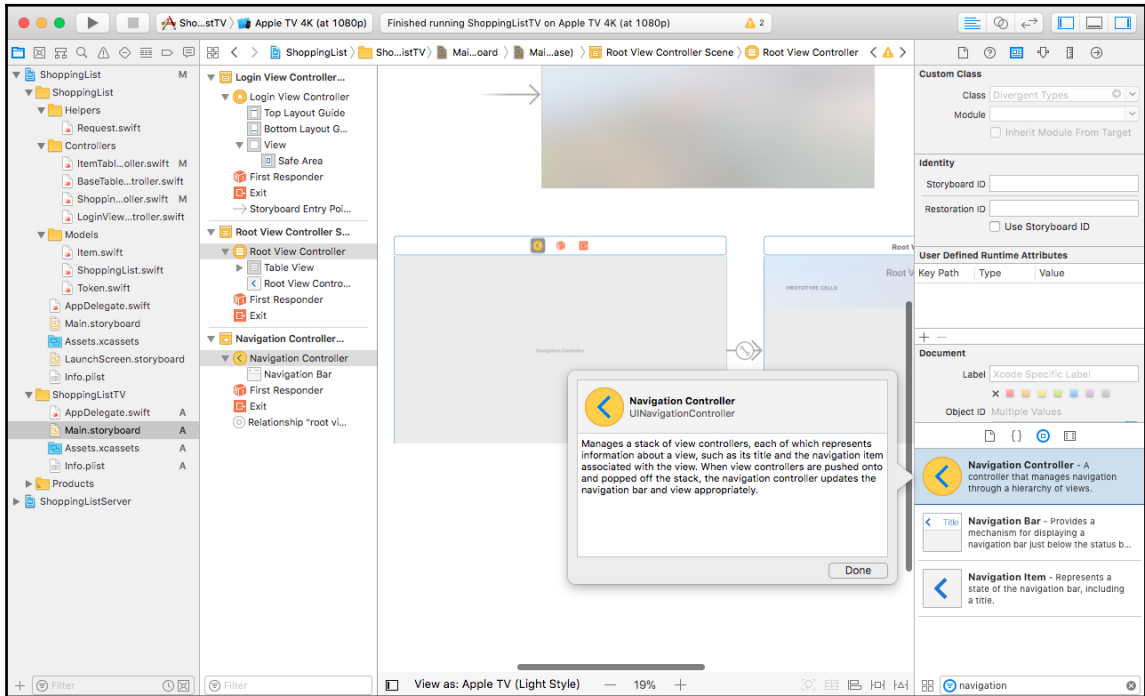 Sho...stTV
Apple TV 4K (at 1080p)
Finished running ShoppingListTV on Apple TV 4K (at 1080p)
2
ShoppingList
Sho...istTV
Mai...oard
Mai...ase)
Root View Controller Scene
Root View Controller
ShoppingList M
ShoppingList
Helpers
Request.swift
Controllers
ItemTabl...oller.swift M
BaseTable...troller.swift
Shoppin...oller.swift M
LoginView...troller.swift
Models
Item.swift
ShoppingList.swift
Token.swift
AppDelegate.swift
Main.storyboard
Assets.xcassets
LaunchScreen.storyboard
Info.plist
ShoppingListTV
AppDelegate.swift A
Main.storyboard A
Assets.xcassets A
Info.plist A
Products
ShoppingListServer
Filter
Login View Controller...
Login View Controller
Top Layout Guide
Bottom Layout G...
View
Safe Area
First Responder
Exit
Storyboard Entry Poi...
Root View Controller S...
Root View Controller
Table View
Root View Contro...
First Responder
Exit
Navigation Controller...
Navigation Controller
Navigation Bar
First Responder
Exit
Relationship "root vi...
Filter
Navigation Controller
Root V
Root V
PROTOTYPE CELLS
Navigation Controller
UINavigationController
Manages a stack of view controllers, each of which represents
information about a view, such as its title and the navigation item
associated with the view. When view controllers are pushed onto
and popped off the stack, the navigation controller updates the
navigation bar and view appropriately.
Done
View as: Apple TV (Light Style)
19%
Custom Class
Class Divergent Types
Module
Inherit Module From Target
Identity
Storyboard ID
Restoration ID
Use Storyboard ID
User Defined Runtime Attributes
Key Path Type Value
Document
Label Xcode Specific Label
Object ID Multiple Values
Navigation Controller - A
controller that manages navigation
through a hierarchy of views.
Title
Navigation Bar - Provides a
mechanism for displaying a
navigation bar just below the status b...
Navigation Item - Represents a
state of the navigation bar, including
a title.
navigation